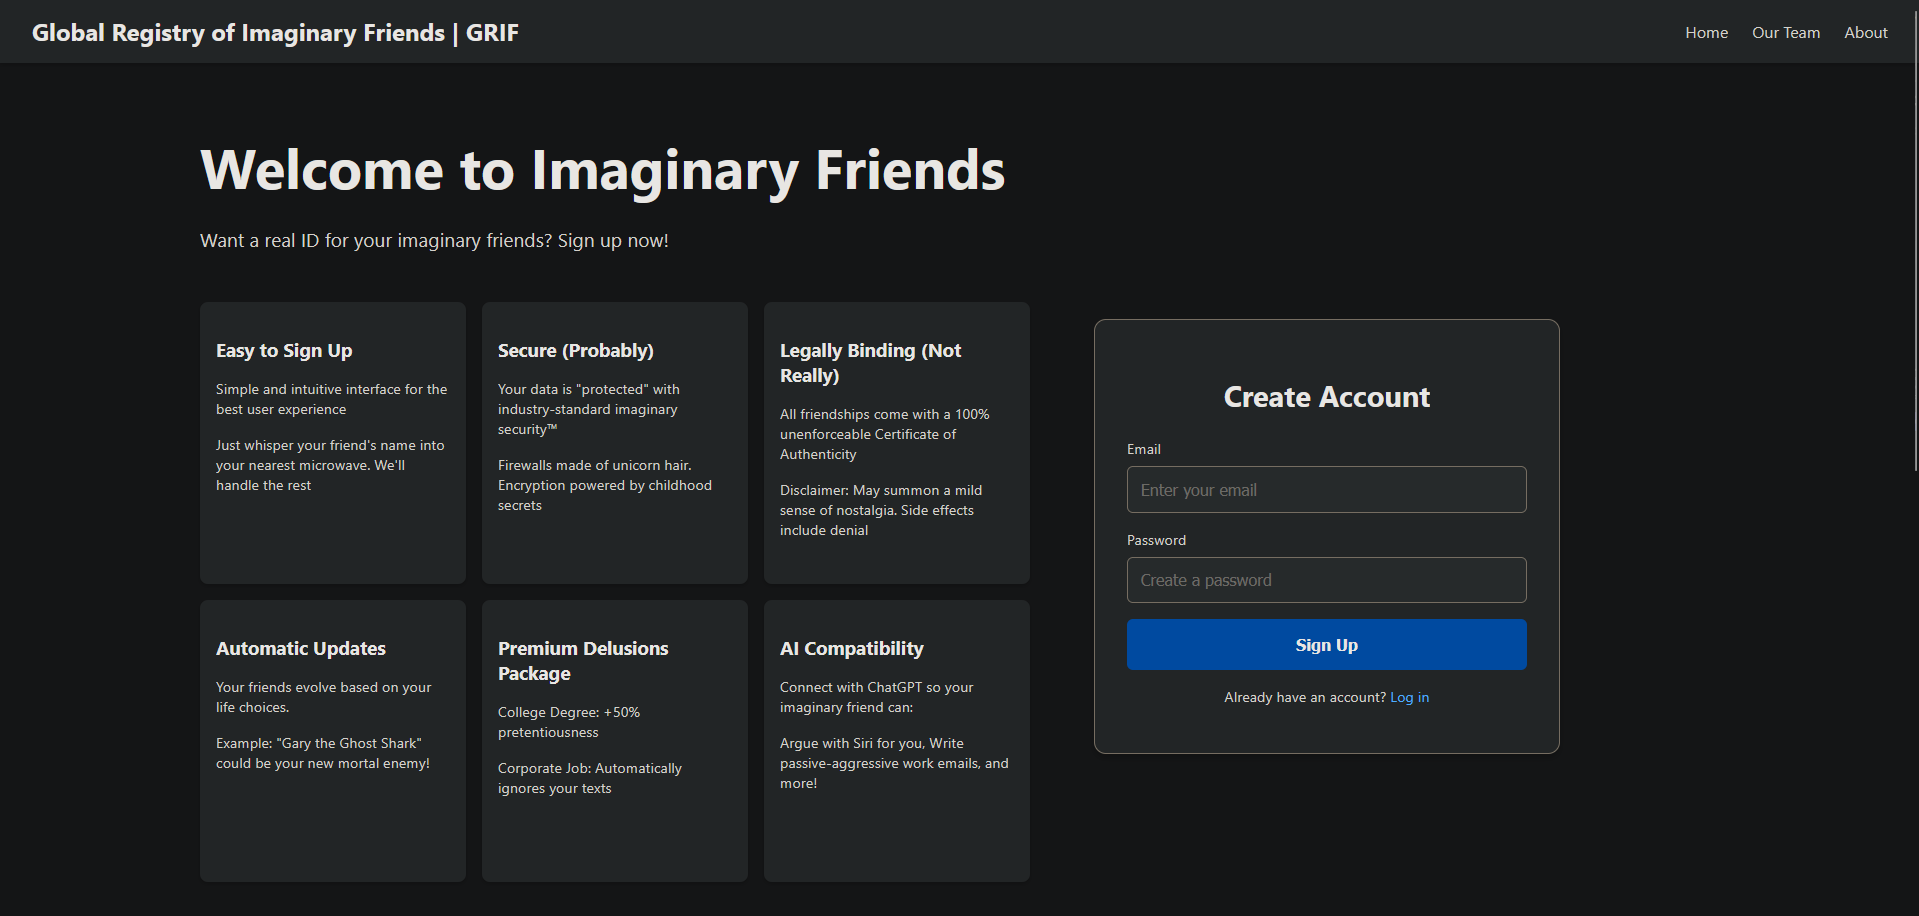 Global Registry of Imaginary Friends | GRIF
Home
Our Team
About
Welcome to Imaginary Friends
Want a real ID for your imaginary friends? Sign up now!
Easy to Sign Up
Simple and intuitive interface for the
best user experience
Just whisper your friend's name into
your nearest microwave. We'll
handle the rest
Secure (Probably)
Your data is "protected" with
industry-standard imaginary
security™
Firewalls made of unicorn hair.
Encryption powered by childhood
secrets
Legally Binding (Not
Really)
All friendships come with a 100%
unenforceable Certificate of
Authenticity
Disclaimer: May summon a mild
sense of nostalgia. Side effects
include denial
Automatic Updates
Your friends evolve based on your
life choices.
Example: "Gary the Ghost Shark"
could be your new mortal enemy!
Premium Delusions
Package
College Degree: +50%
pretentiousness
Corporate Job: Automatically
ignores your texts
AI Compatibility
Connect with ChatGPT so your
imaginary friend can:
Argue with Siri for you, Write
passive-aggressive work emails, and
more!
Create Account
Email
Enter your email
Password
Create a password
Sign Up
Already have an account? Log in